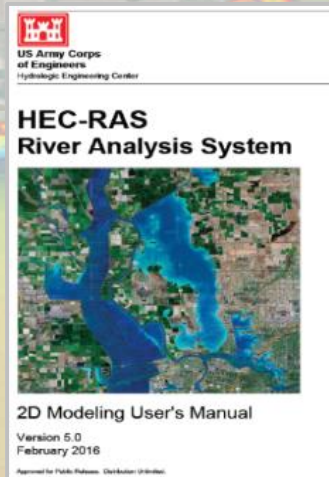 US Army Corps
of Engineers
Hydrologic Engineering Center
HEC-RAS
River Analysis System
2D Modeling User's Manual
Version 5.0
February 2016
Approved for Public Release. Distribution Unlimited.